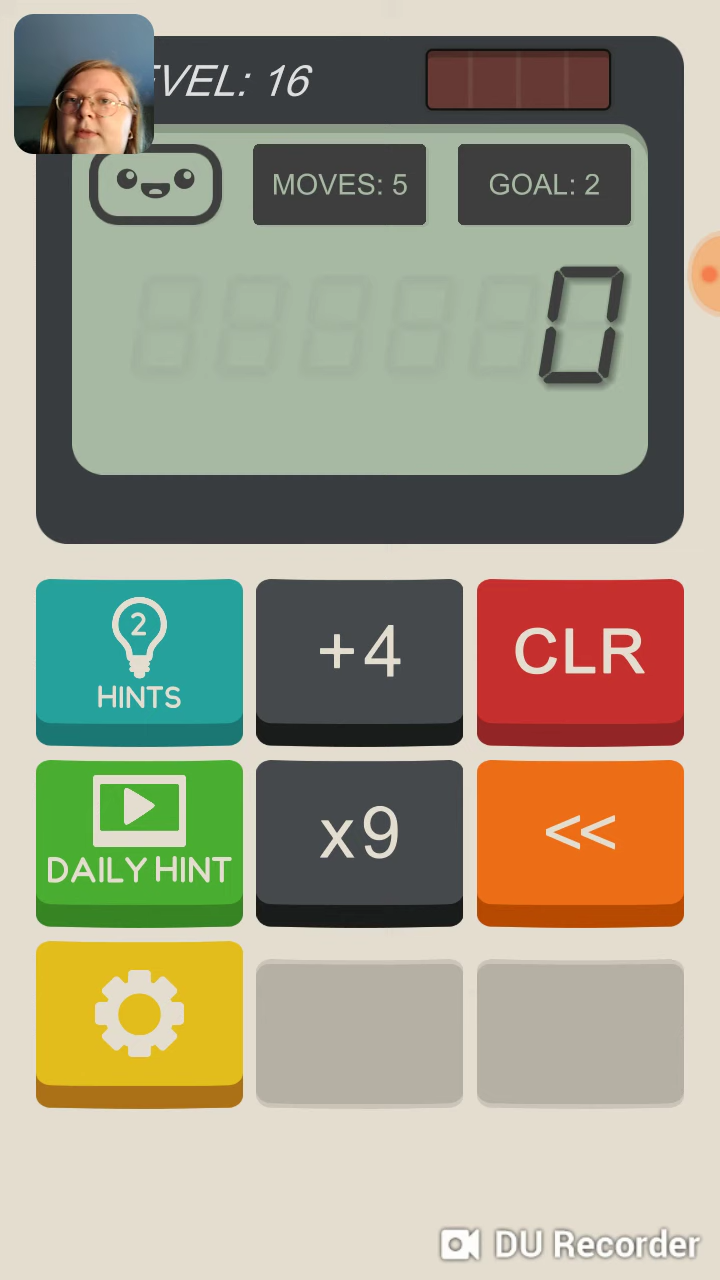 EVEL: 16
MOVES: 5
GOAL: 2
0
2
HINTS
+4
CLR
DAILY HINT
x9
<<
DU Recorder